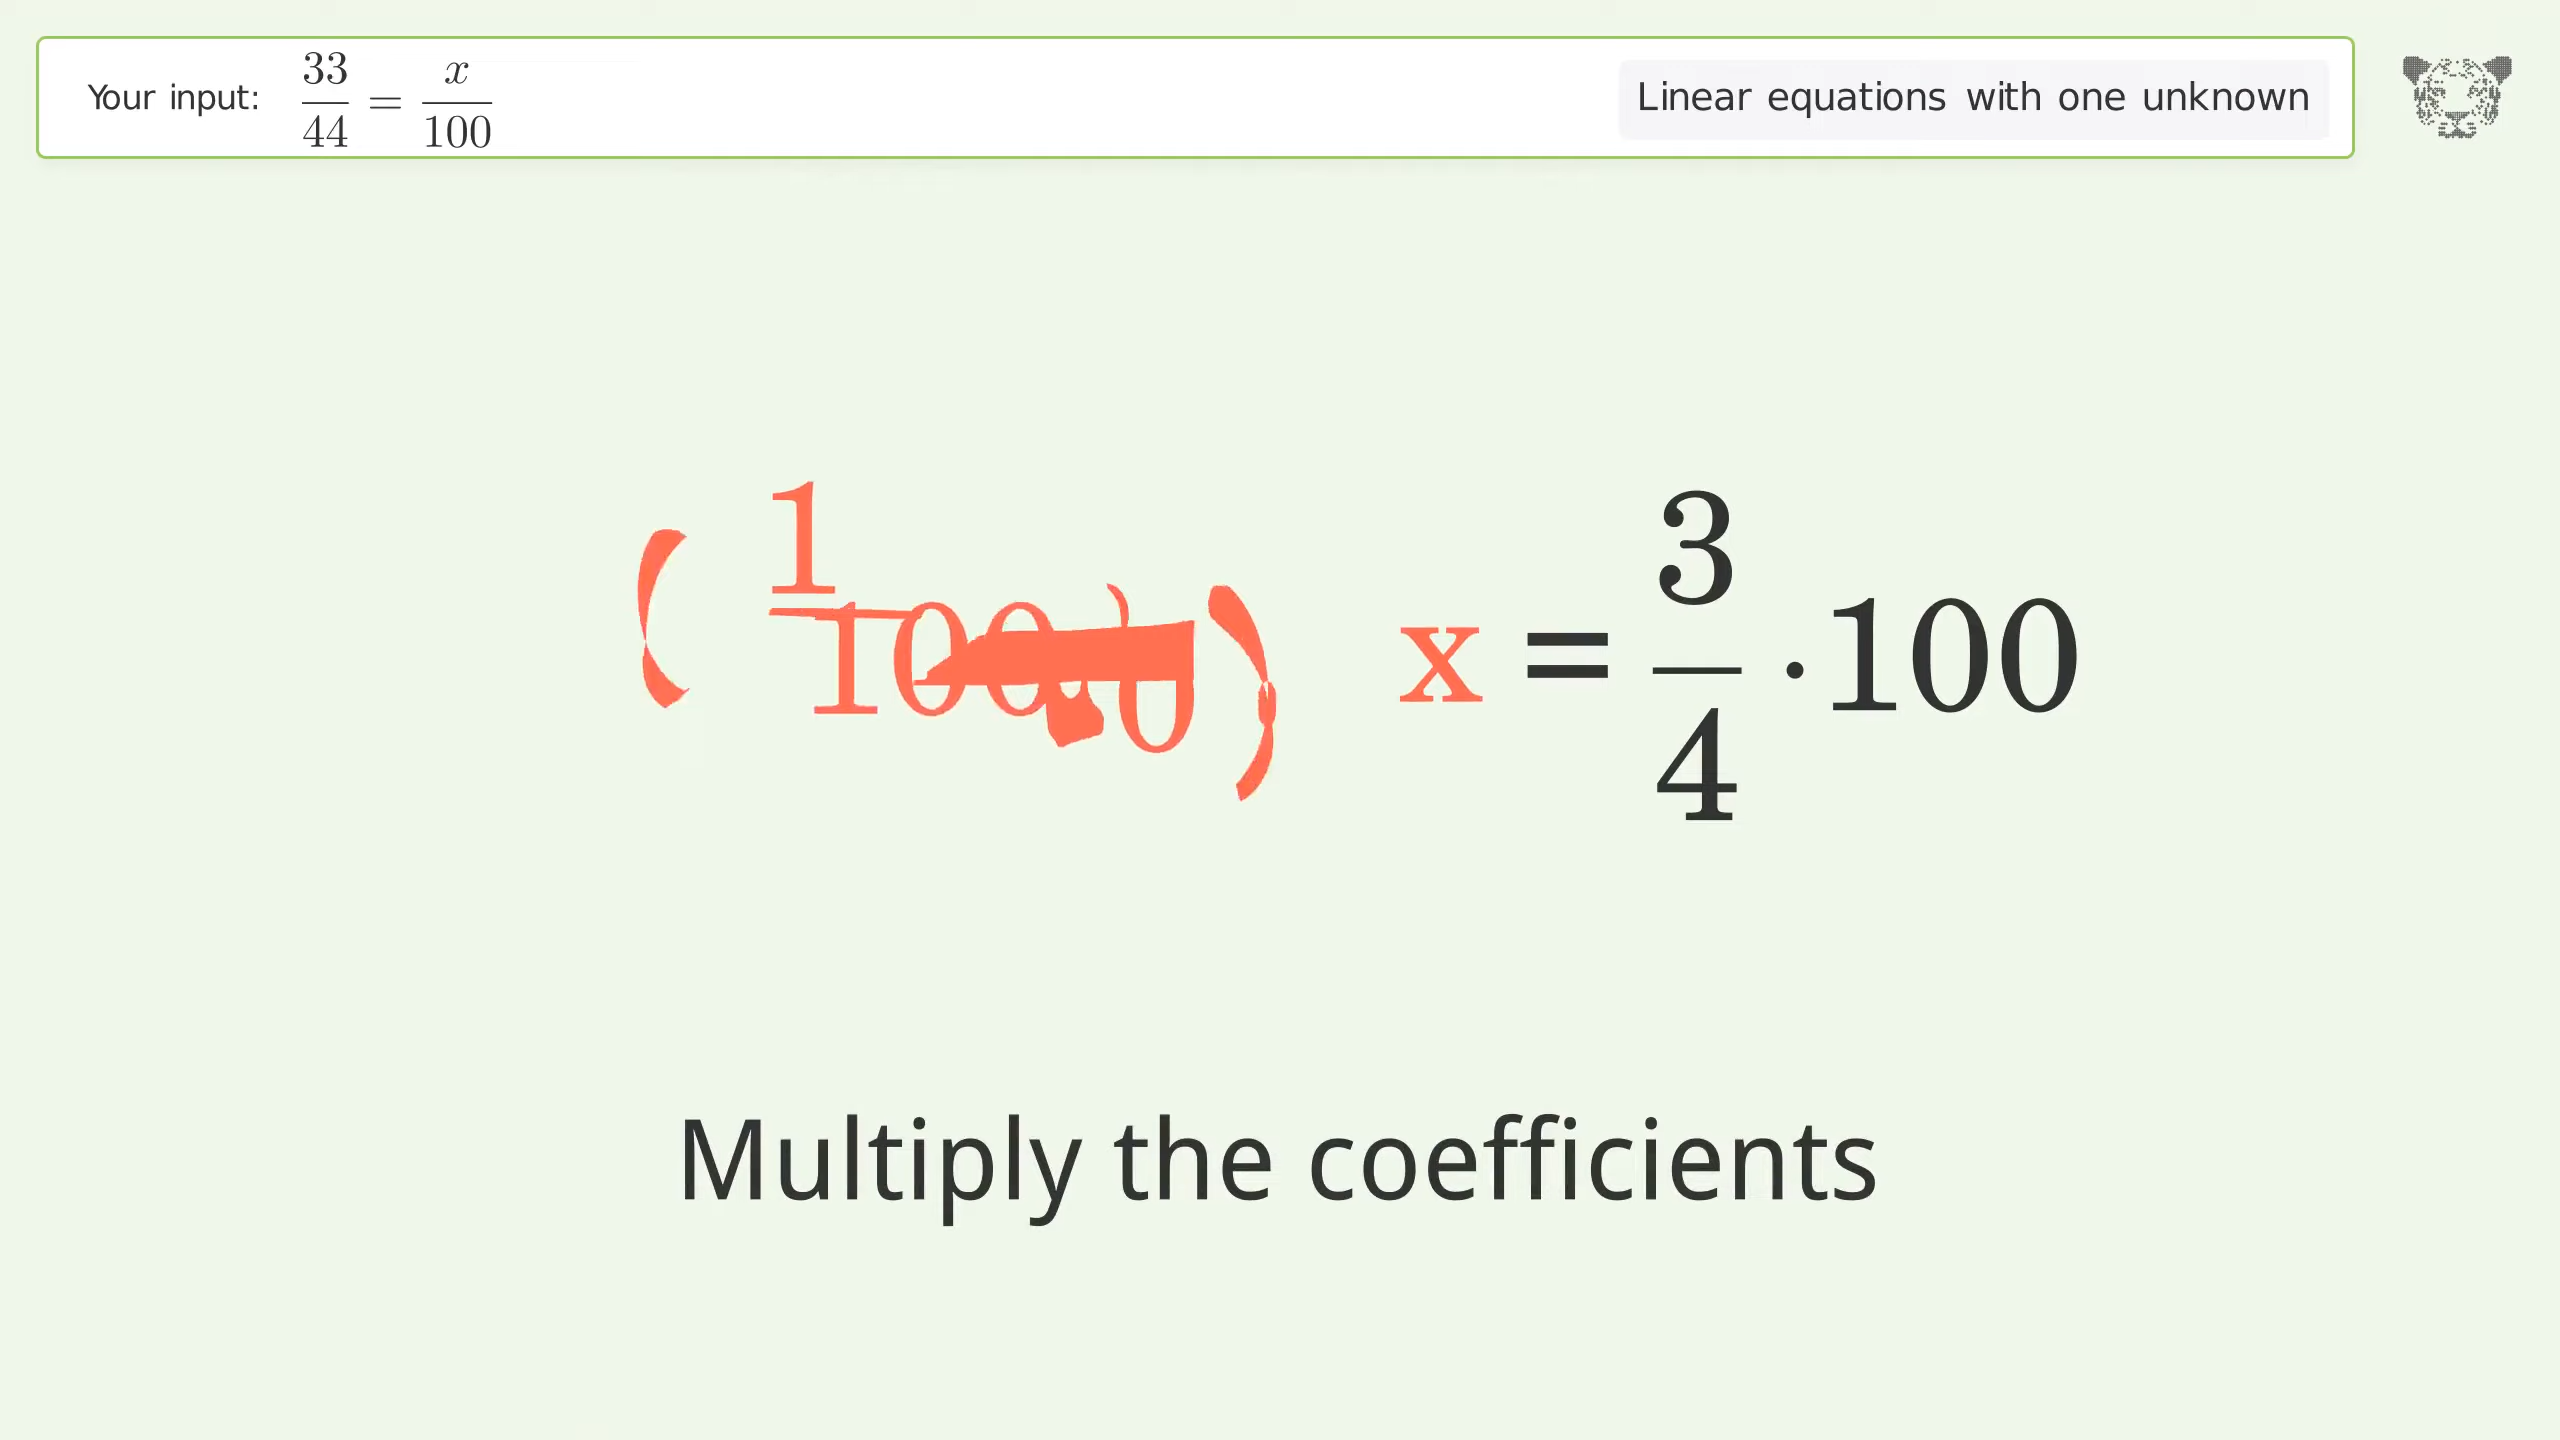 Your input: 33/44 = x/100
Linear equations with one unknown
x = 3/4 · 100
Multiply the coefficients